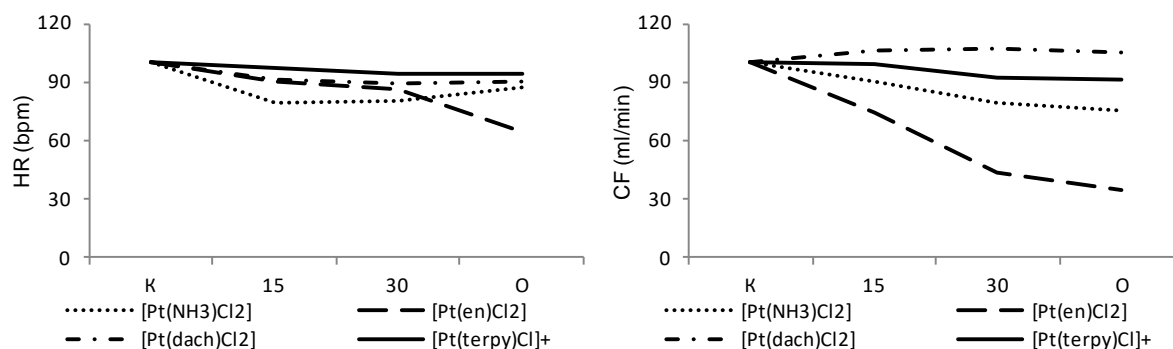 HR (bpm)
120
90
60
30
0
К 15 30 О
[Pt(NH3)Cl2] [Pt(en)Cl2]
[Pt(dach)Cl2] [Pt(terpy)Cl]+
CF (ml/min)
120
90
60
30
0
К 15 30 О
[Pt(NH3)Cl2] [Pt(en)Cl2]
[Pt(dach)Cl2] [Pt(terpy)Cl]+